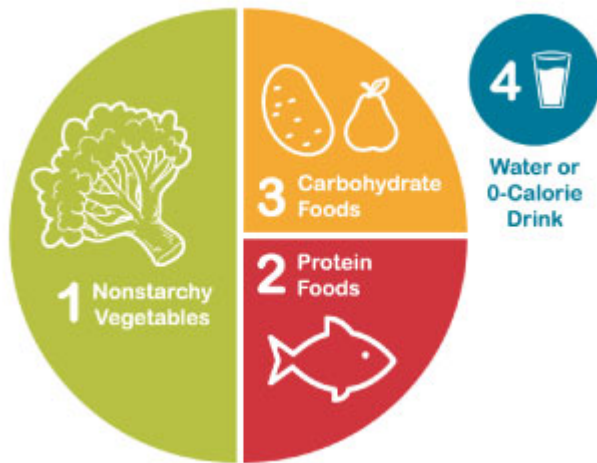 1 Nonstarchy
Vegetables
2 Protein
Foods
3 Carbohydrate
Foods
4
Water or
0-Calorie
Drink